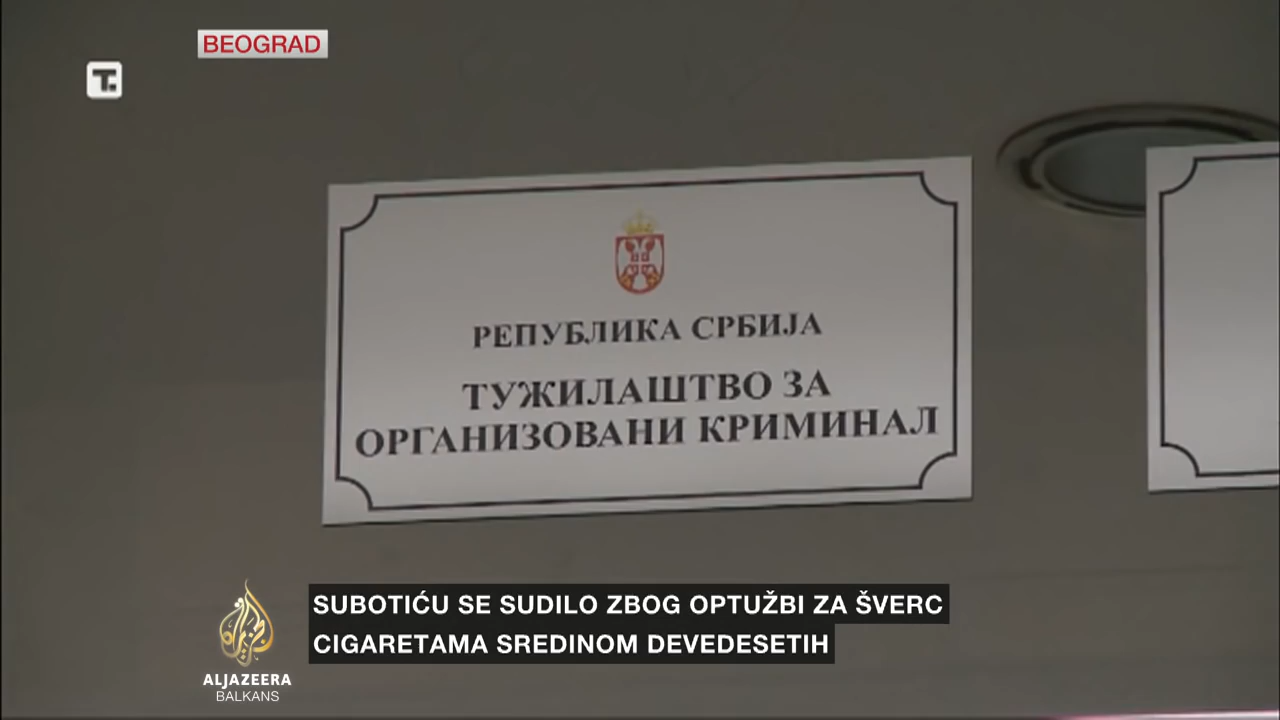 BEOGRAD
T.
РЕПУБЛИКА СРБИЈА
ТУЖИЛАШТВО ЗА
ОРГАНИЗОВАНИ КРИМИНАЛ
SUBOTIĆU SE SUDILO ZBOG OPTUŽBI ZA ŠVERC
CIGARETAMA SREDINOM DEVEDESETIH
ALJAZEERA
BALKANS